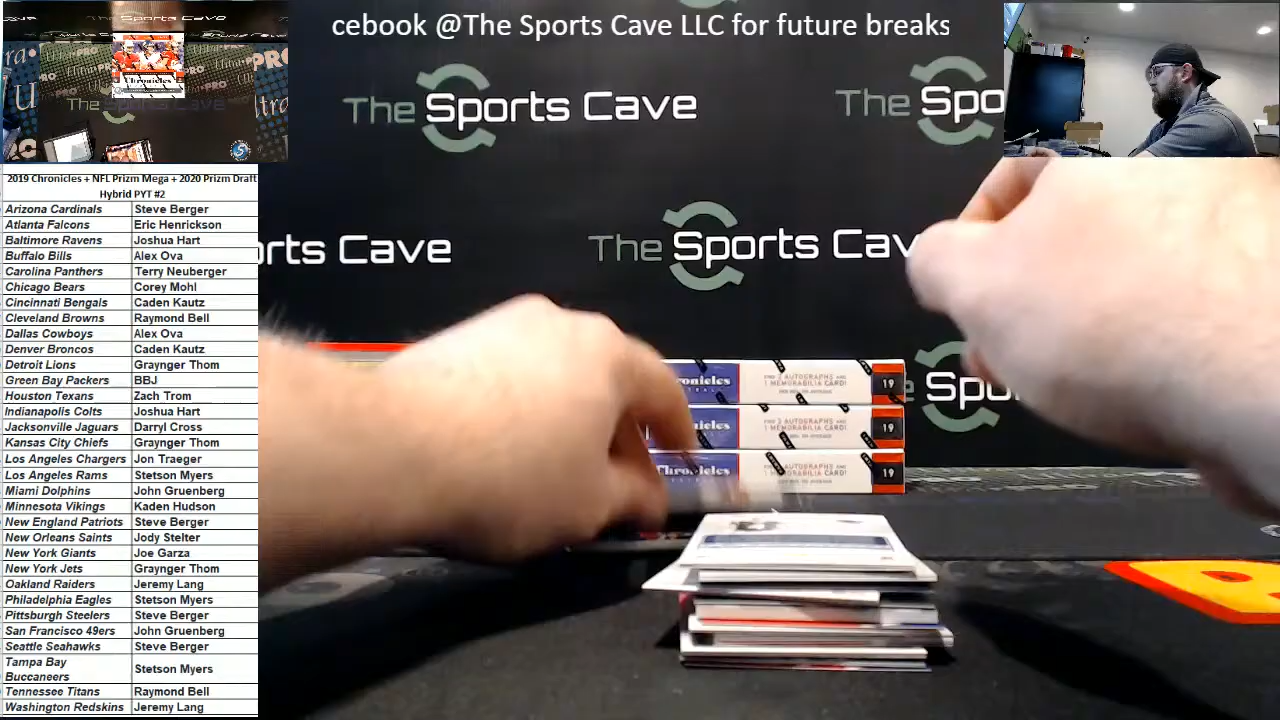 cebook @The Sports Cave LLC for future breaks
Chronicles
The Sports Cave
The Spo
rts Cave
The Sports Cav
Spo
2019 Chronicles + NFL Prizm Mega + 2020 Prizm Draft
Hybrid PYT #2
Arizona Cardinals Steve Berger
Atlanta Falcons Eric Henrickson
Baltimore Ravens Joshua Hart
Buffalo Bills Alex Ova
Carolina Panthers Terry Neuberger
Chicago Bears Corey Mohl
Cincinnati Bengals Caden Kautz
Cleveland Browns Raymond Bell
Dallas Cowboys Alex Ova
Denver Broncos Caden Kautz
Detroit Lions Graynger Thom
Green Bay Packers BBJ
Houston Texans Zach Trom
Indianapolis Colts Joshua Hart
Jacksonville Jaguars Darryl Cross
Kansas City Chiefs Graynger Thom
Los Angeles Chargers Jon Traeger
Los Angeles Rams Stetson Myers
Miami Dolphins John Gruenberg
Minnesota Vikings Kaden Hudson
New England Patriots Steve Berger
New Orleans Saints Jody Stelter
New York Giants Joe Garza
New York Jets Graynger Thom
Oakland Raiders Jeremy Lang
Philadelphia Eagles Stetson Myers
Pittsburgh Steelers Steve Berger
San Francisco 49ers John Gruenberg
Seattle Seahawks Steve Berger
Tampa Bay
Buccaneers Stetson Myers
Tennessee Titans Raymond Bell
Washington Redskins Jeremy Lang
onicles 19
icles 19
Chronicles 19